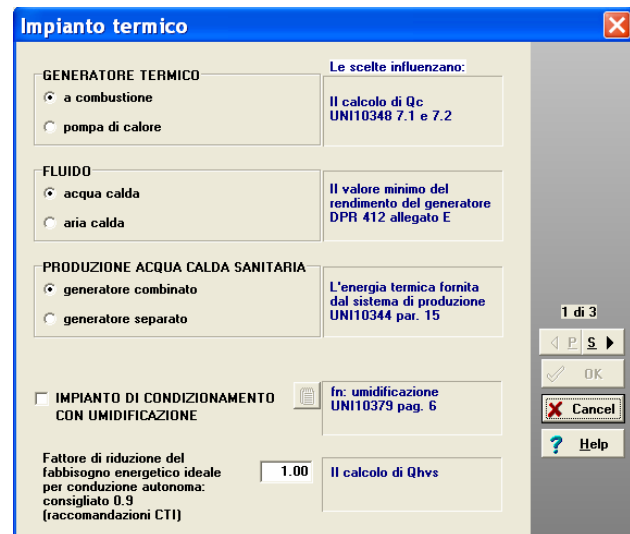 Impianto termico
Le scelte influenzano:
GENERATORE TERMICO
a combustione
pompa di calore
Il calcolo di Qc
UNI10348 7.1 e 7.2
FLUIDO
acqua calda
aria calda
Il valore minimo del
rendimento del generatore
DPR 412 allegato E
PRODUZIONE ACQUA CALDA SANITARIA
generatore combinato
generatore separato
L'energia termica fornita
dal sistema di produzione
UNI10344 par. 15
1 di 3
P S
OK
Cancel
Help
IMPIANTO DI CONDIZIONAMENTO
CON UMIDIFICAZIONE
fn: umidificazione
UNI10379 pag. 6
Fattore di riduzione del
fabbisogno energetico ideale
per conduzione autonoma:
consigliato 0.9
(raccomandazioni CTI)
1.00
Il calcolo di Qhvs